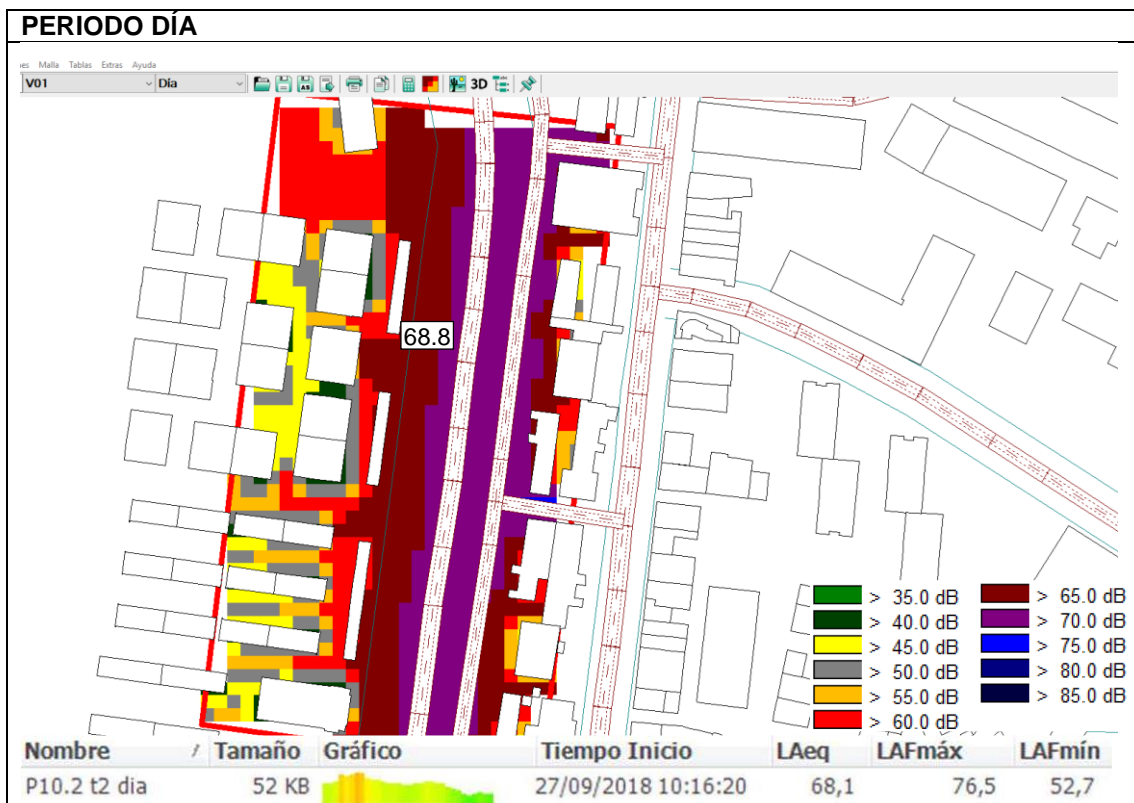 PERIODO DÍA
nes Malla Tablas Extras Ayuda
V01 Dia AS 3D
68.8
> 35.0 dB > 65.0 dB
> 40.0 dB > 70.0 dB
> 45.0 dB > 75.0 dB
> 50.0 dB > 80.0 dB
> 55.0 dB > 85.0 dB
> 60.0 dB
Nombre / Tamaño Gráfico Tiempo Inicio LAeq LAFmáx LAFmín
P10.2 t2 dia 52 KB 27/09/2018 10:16:20 68,1 76,5 52,7